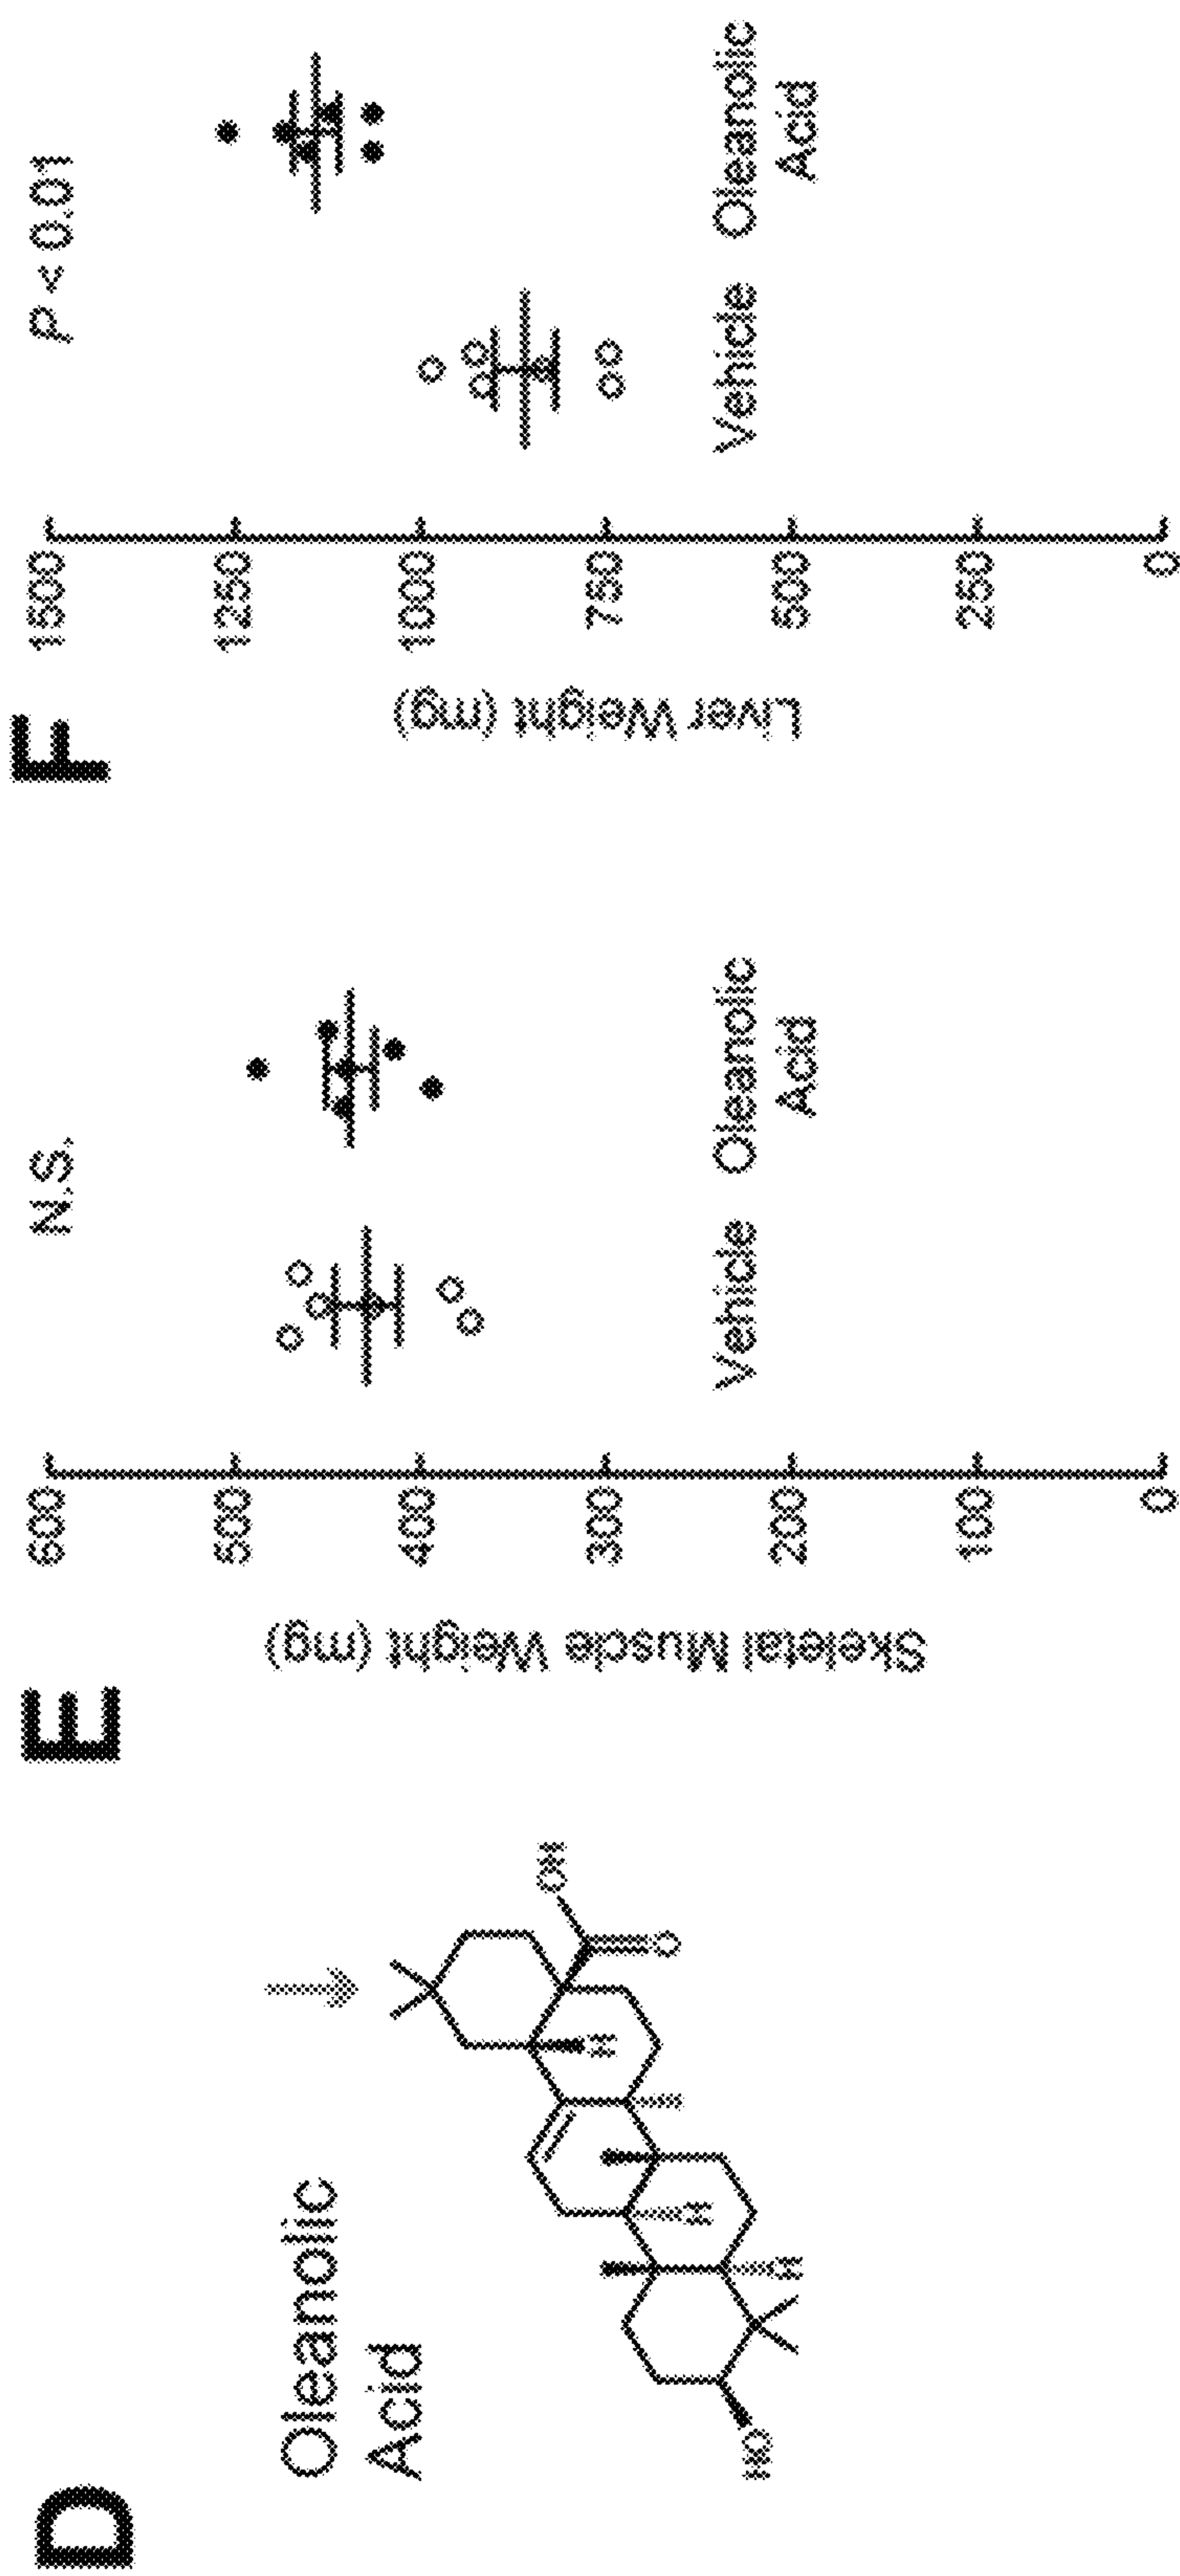 D
Oleanolic
Acid
OH
O
H
H
H
HO
E
N.S.
Skeletal Muscle Weight (mg)
600
500
400
300
200
100
0
Vehicle Oleanolic
Acid
F
P < 0.01
Liver Weight (mg)
1500
1250
1000
750
500
250
0
Vehicle Oleanolic
Acid